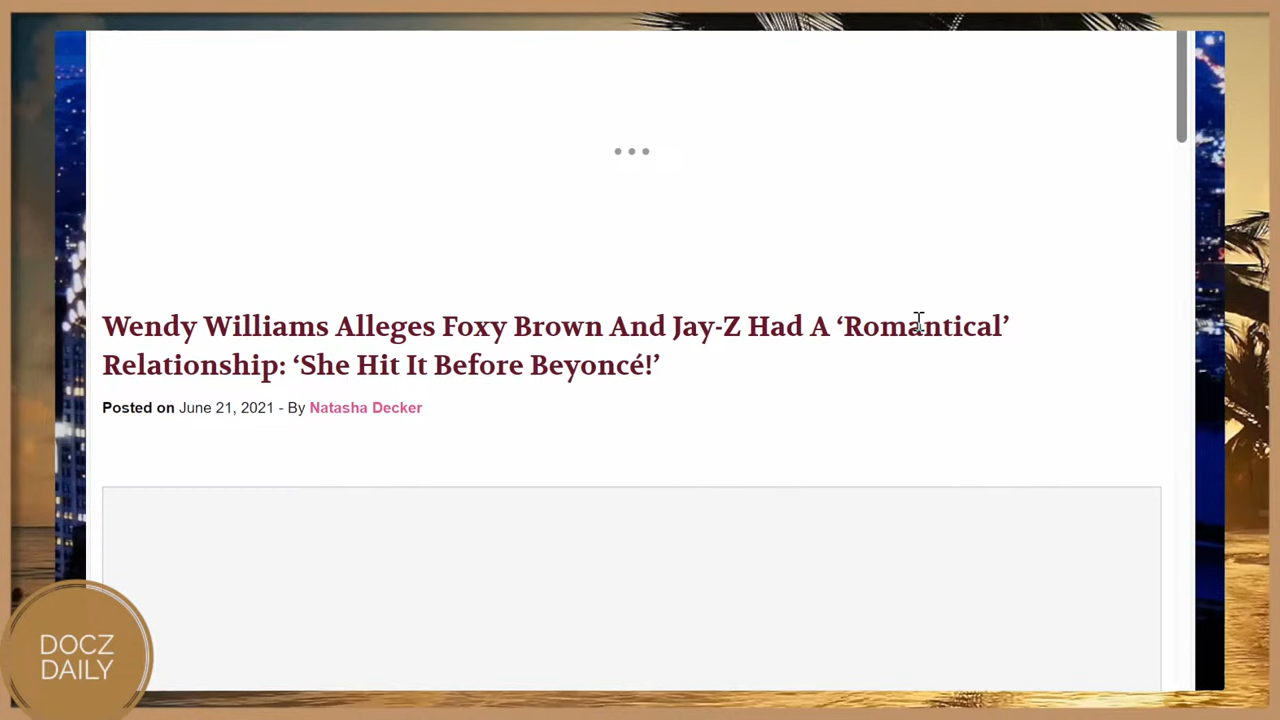 Wendy Williams Alleges Foxy Brown And Jay-Z Had A ‘Romantical’
Relationship: ‘She Hit It Before Beyoncé!’
Posted on June 21, 2021 - By Natasha Decker
DOCZ
DAILY